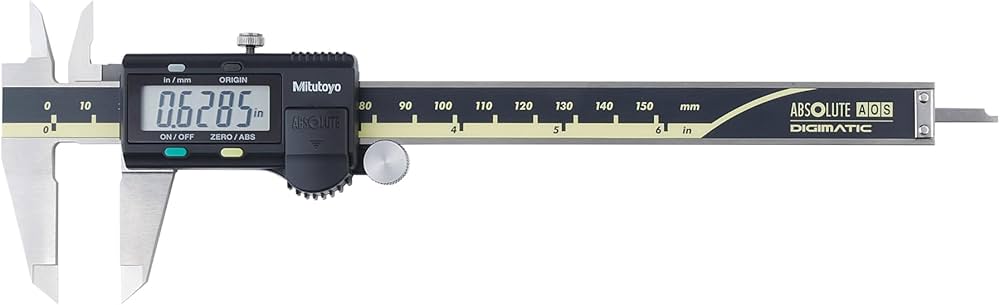 in / mm ORIGIN
Mitutoyo
0.6285 in
ON / OFF ZERO / ABS
ABSOLUTE
0 10 80 90 100 110 120 130 140 150 mm
0 4 5 6 in
ABSOLUTE AOS
DIGIMATIC